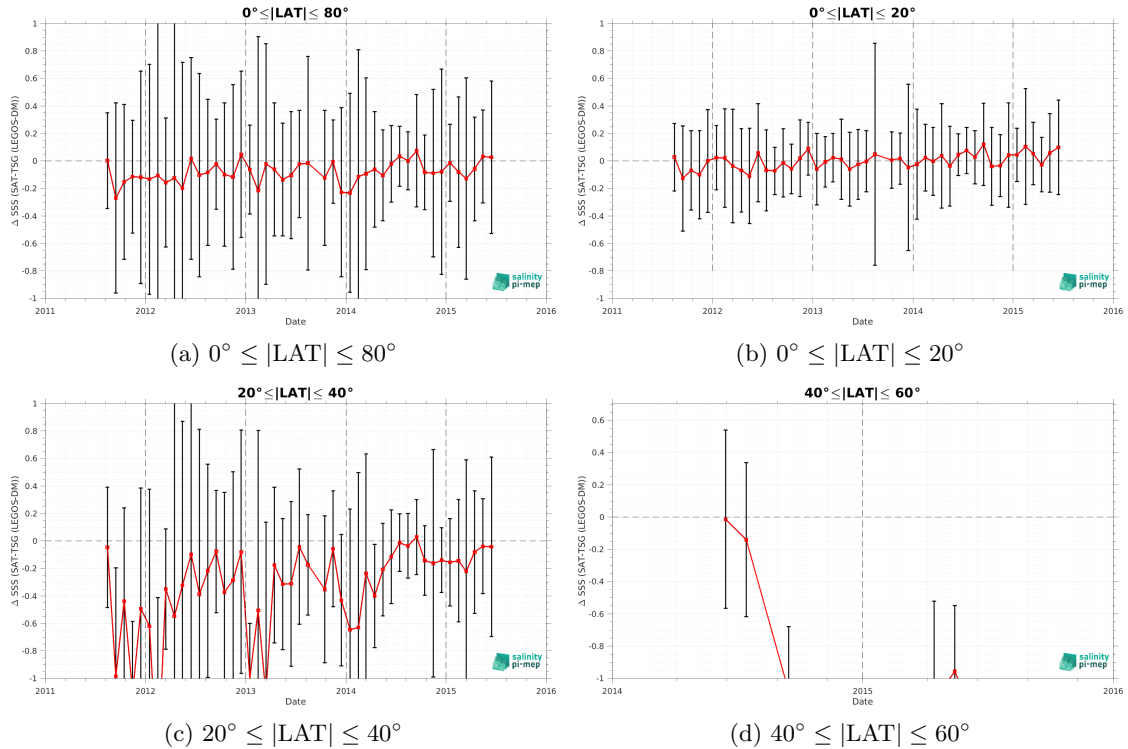 0°≤|LAT|≤ 80°
Δ SSS (SAT-TSG (LEGOS-DM))
1
0.8
0.6
0.4
0.2
0
-0.2
-0.4
-0.6
-0.8
-1
2011
2012
2013
2014
2015
2016
Date
salinity
pi-mep
(a) 0° ≤ |LAT| ≤ 80°
0°≤|LAT|≤ 20°
Δ SSS (SAT-TSG (LEGOS-DM))
1
0.8
0.6
0.4
0.2
0
-0.2
-0.4
-0.6
-0.8
-1
2011
2012
2013
2014
2015
2016
Date
salinity
pi-mep
(b) 0° ≤ |LAT| ≤ 20°
20°≤|LAT|≤ 40°
Δ SSS (SAT-TSG (LEGOS-DM))
1
0.8
0.6
0.4
0.2
0
-0.2
-0.4
-0.6
-0.8
-1
2011
2012
2013
2014
2015
2016
Date
salinity
pi-mep
(c) 20° ≤ |LAT| ≤ 40°
40°≤|LAT|≤ 60°
Δ SSS (SAT-TSG (LEGOS-DM))
0.6
0.4
0.2
0
-0.2
-0.4
-0.6
-0.8
-1
2014
2015
2016
Date
salinity
pi-mep
(d) 40° ≤ |LAT| ≤ 60°